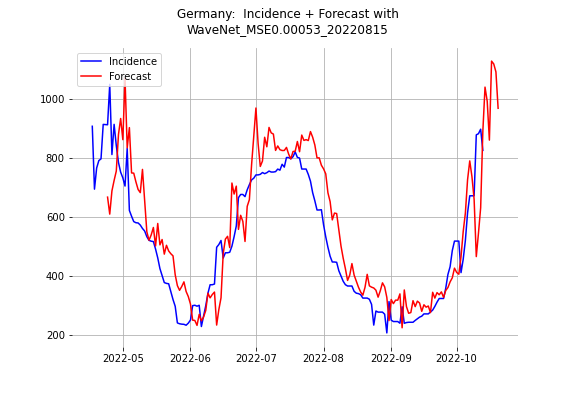 Germany:  Incidence + Forecast with
WaveNet_MSE0.00053_20220815
Incidence
Forecast
1000
800
600
400
200
2022-05 2022-06 2022-07 2022-08 2022-09 2022-10